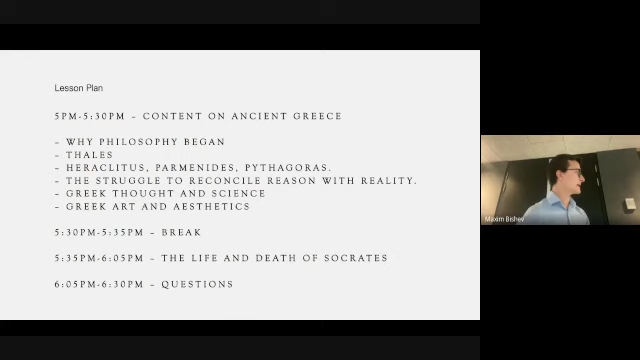 Lesson Plan
5PM-5:30PM – CONTENT ON ANCIENT GREECE
– WHY PHILOSOPHY BEGAN
– THALES
– HERACLITUS, PARMENIDES, PYTHAGORAS.
– THE STRUGGLE TO RECONCILE REASON WITH REALITY.
– GREEK THOUGHT AND SCIENCE
– GREEK ART AND AESTHETICS
5:30PM-5:35PM – BREAK
5:35PM-6:05PM – THE LIFE AND DEATH OF SOCRATES
6:05PM-6:30PM – QUESTIONS
Maxim Bishev